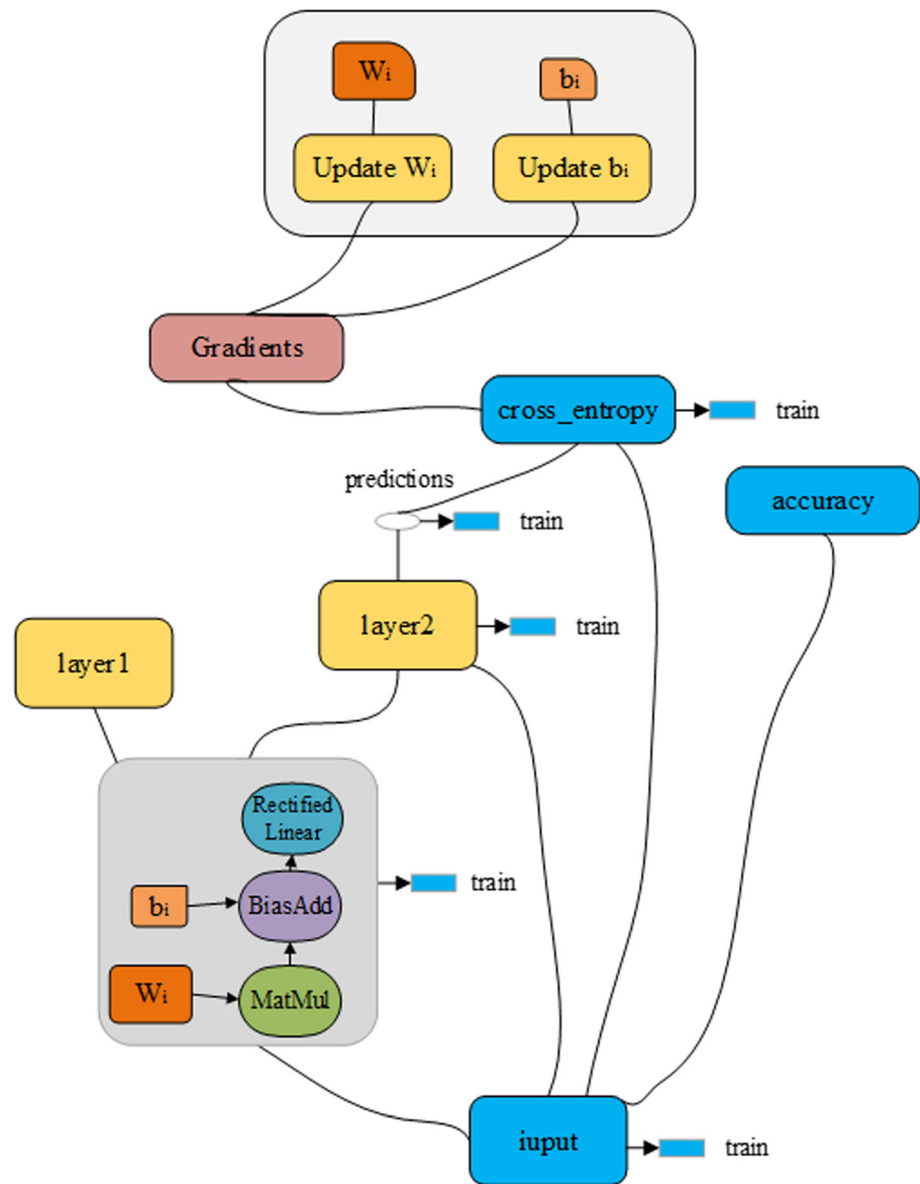 Wᵢ
bᵢ
Update Wᵢ
Update bᵢ
Gradients
cross_entropy
train
predictions
accuracy
train
layer2
train
layer1
Rectified
Linear
bᵢ
BiasAdd
train
Wᵢ
MatMul
iuput
train